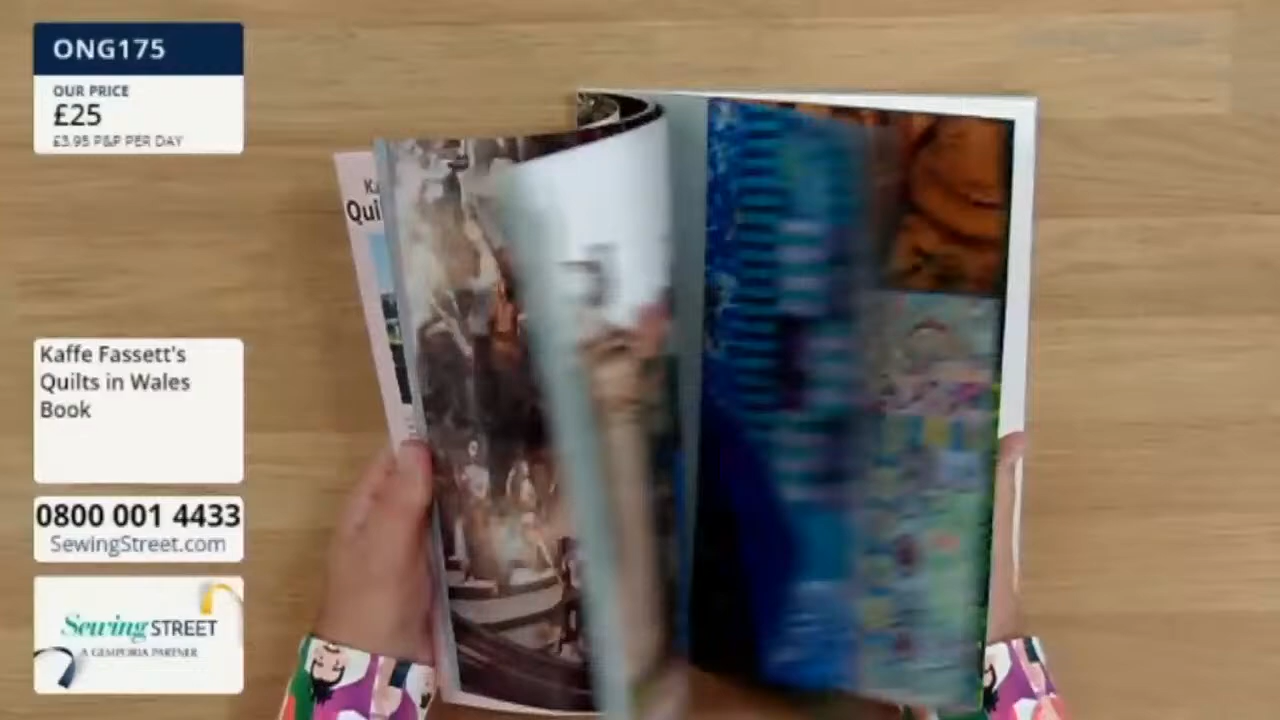 ONG175
OUR PRICE
£25
£3.95 P&P PER DAY
Qui
Kaffe Fassett's
Quilts in Wales
Book
0800 001 4433
SewingStreet.com
Sewing STREET
A GEMPORIA PARTNER